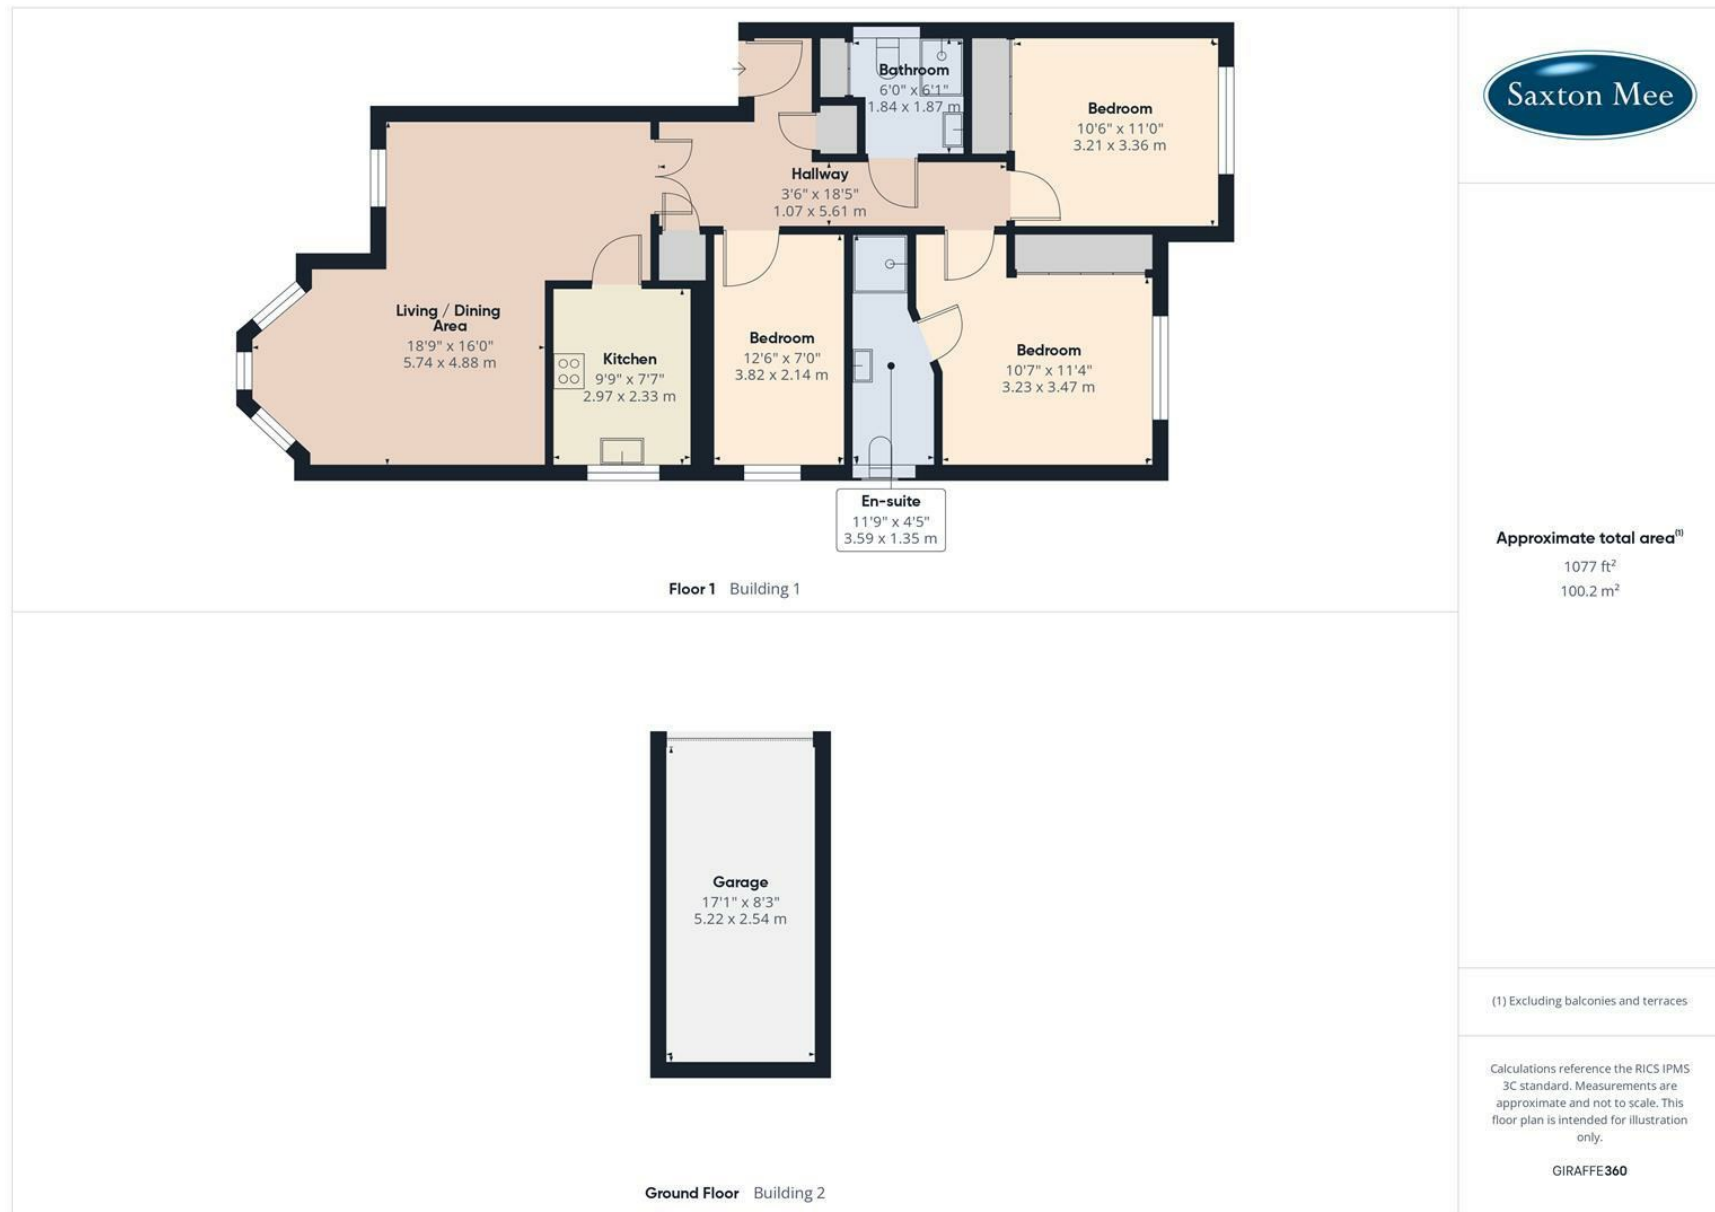 Bathroom
6'0" x 6'1"
1.84 x 1.87 m
Bedroom
10'6" x 11'0"
3.21 x 3.36 m
Hallway
3'6" x 18'5"
1.07 x 5.61 m
Living / Dining
Area
18'9" x 16'0"
5.74 x 4.88 m
Kitchen
9'9" x 7'7"
2.97 x 2.33 m
Bedroom
12'6" x 7'0"
3.82 x 2.14 m
Bedroom
10'7" x 11'4"
3.23 x 3.47 m
En-suite
11'9" x 4'5"
3.59 x 1.35 m
Floor 1 Building 1
Garage
17'1" x 8'3"
5.22 x 2.54 m
Ground Floor Building 2
Saxton Mee
Approximate total area⁽¹⁾
1077 ft²
100.2 m²
(1) Excluding balconies and terraces
Calculations reference the RICS IPMS
3C standard. Measurements are
approximate and not to scale. This
floor plan is intended for illustration
only.
GIRAFFE360